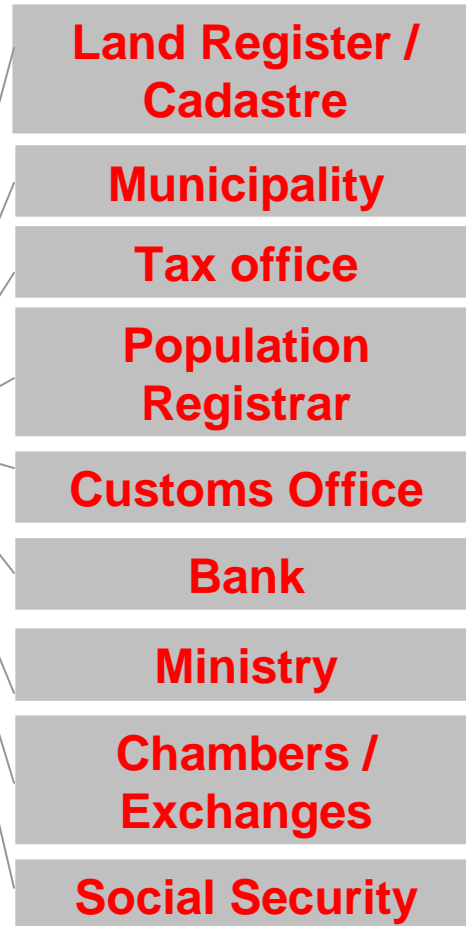 Land Register /
Cadastre
Municipality
Tax office
Population
Registrar
Customs Office
Bank
Ministry
Chambers /
Exchanges
Social Security